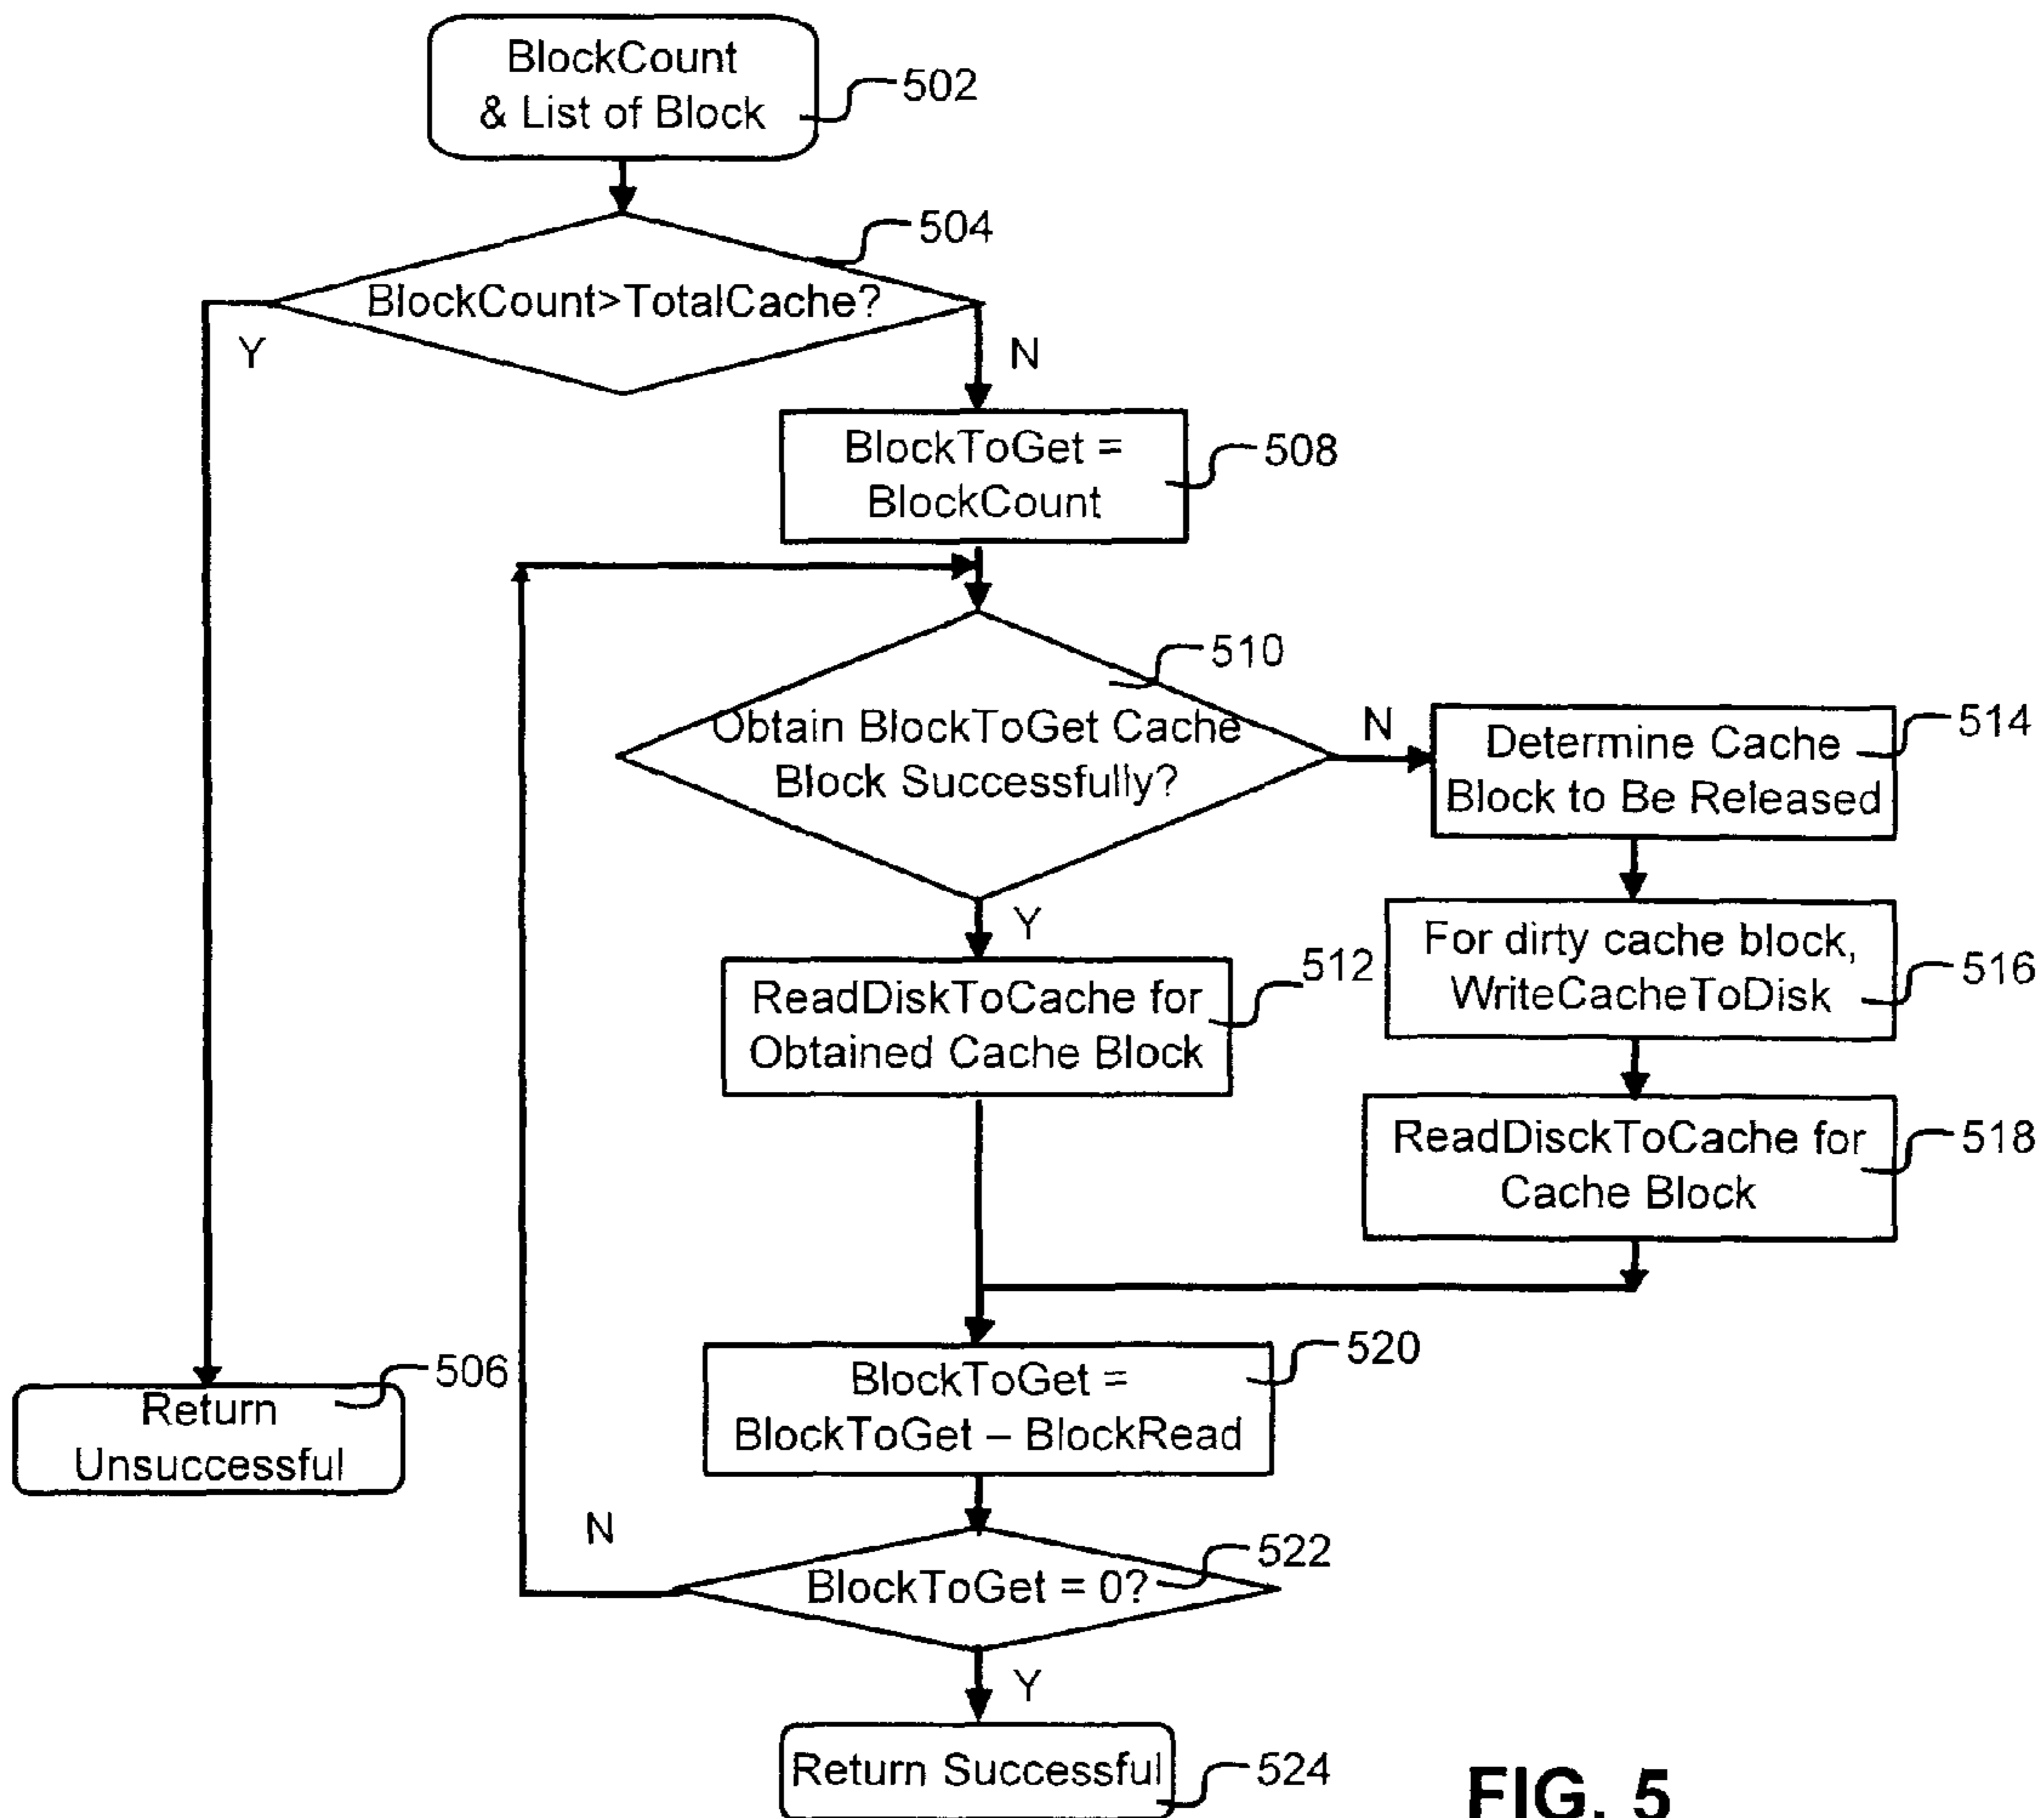 BlockCount
& List of Block
502
504
BlockCount>TotalCache?
Y
N
BlockToGet =
BlockCount
508
510
Obtain BlockToGet Cache
Block Successfully?
N
Determine Cache
Block to Be Released
514
Y
For dirty cache block,
WriteCacheToDisk
516
ReadDiskToCache for
Obtained Cache Block
512
ReadDisckToCache for
Cache Block
518
BlockToGet =
BlockToGet – BlockRead
520
Return
Unsuccessful
506
N
BlockToGet = 0?
522
Y
Return Successful
524
FIG. 5